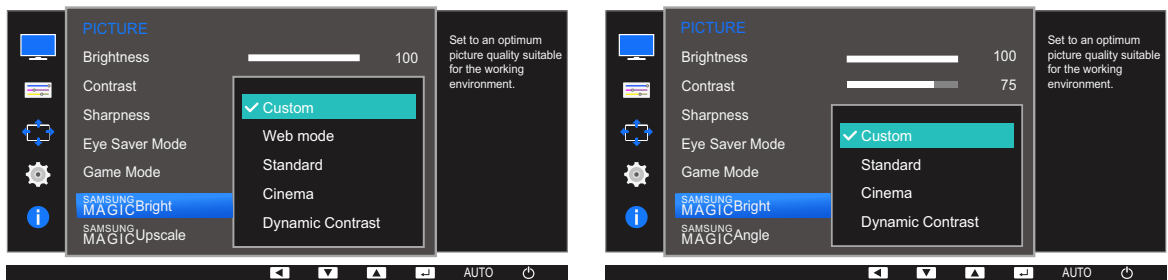 PICTURE
Brightness 100
Contrast
Sharpness
Eye Saver Mode
Game Mode
SAMSUNG
MAGICBright
SAMSUNG
MAGICUpscale
Custom
Web mode
Standard
Cinema
Dynamic Contrast
Set to an optimum
picture quality suitable
for the working
environment.
AUTO
PICTURE
Brightness 100
Contrast 75
Sharpness
Eye Saver Mode
Game Mode
SAMSUNG
MAGICBright
SAMSUNG
MAGICAngle
Custom
Standard
Cinema
Dynamic Contrast
Set to an optimum
picture quality suitable
for the working
environment.
AUTO